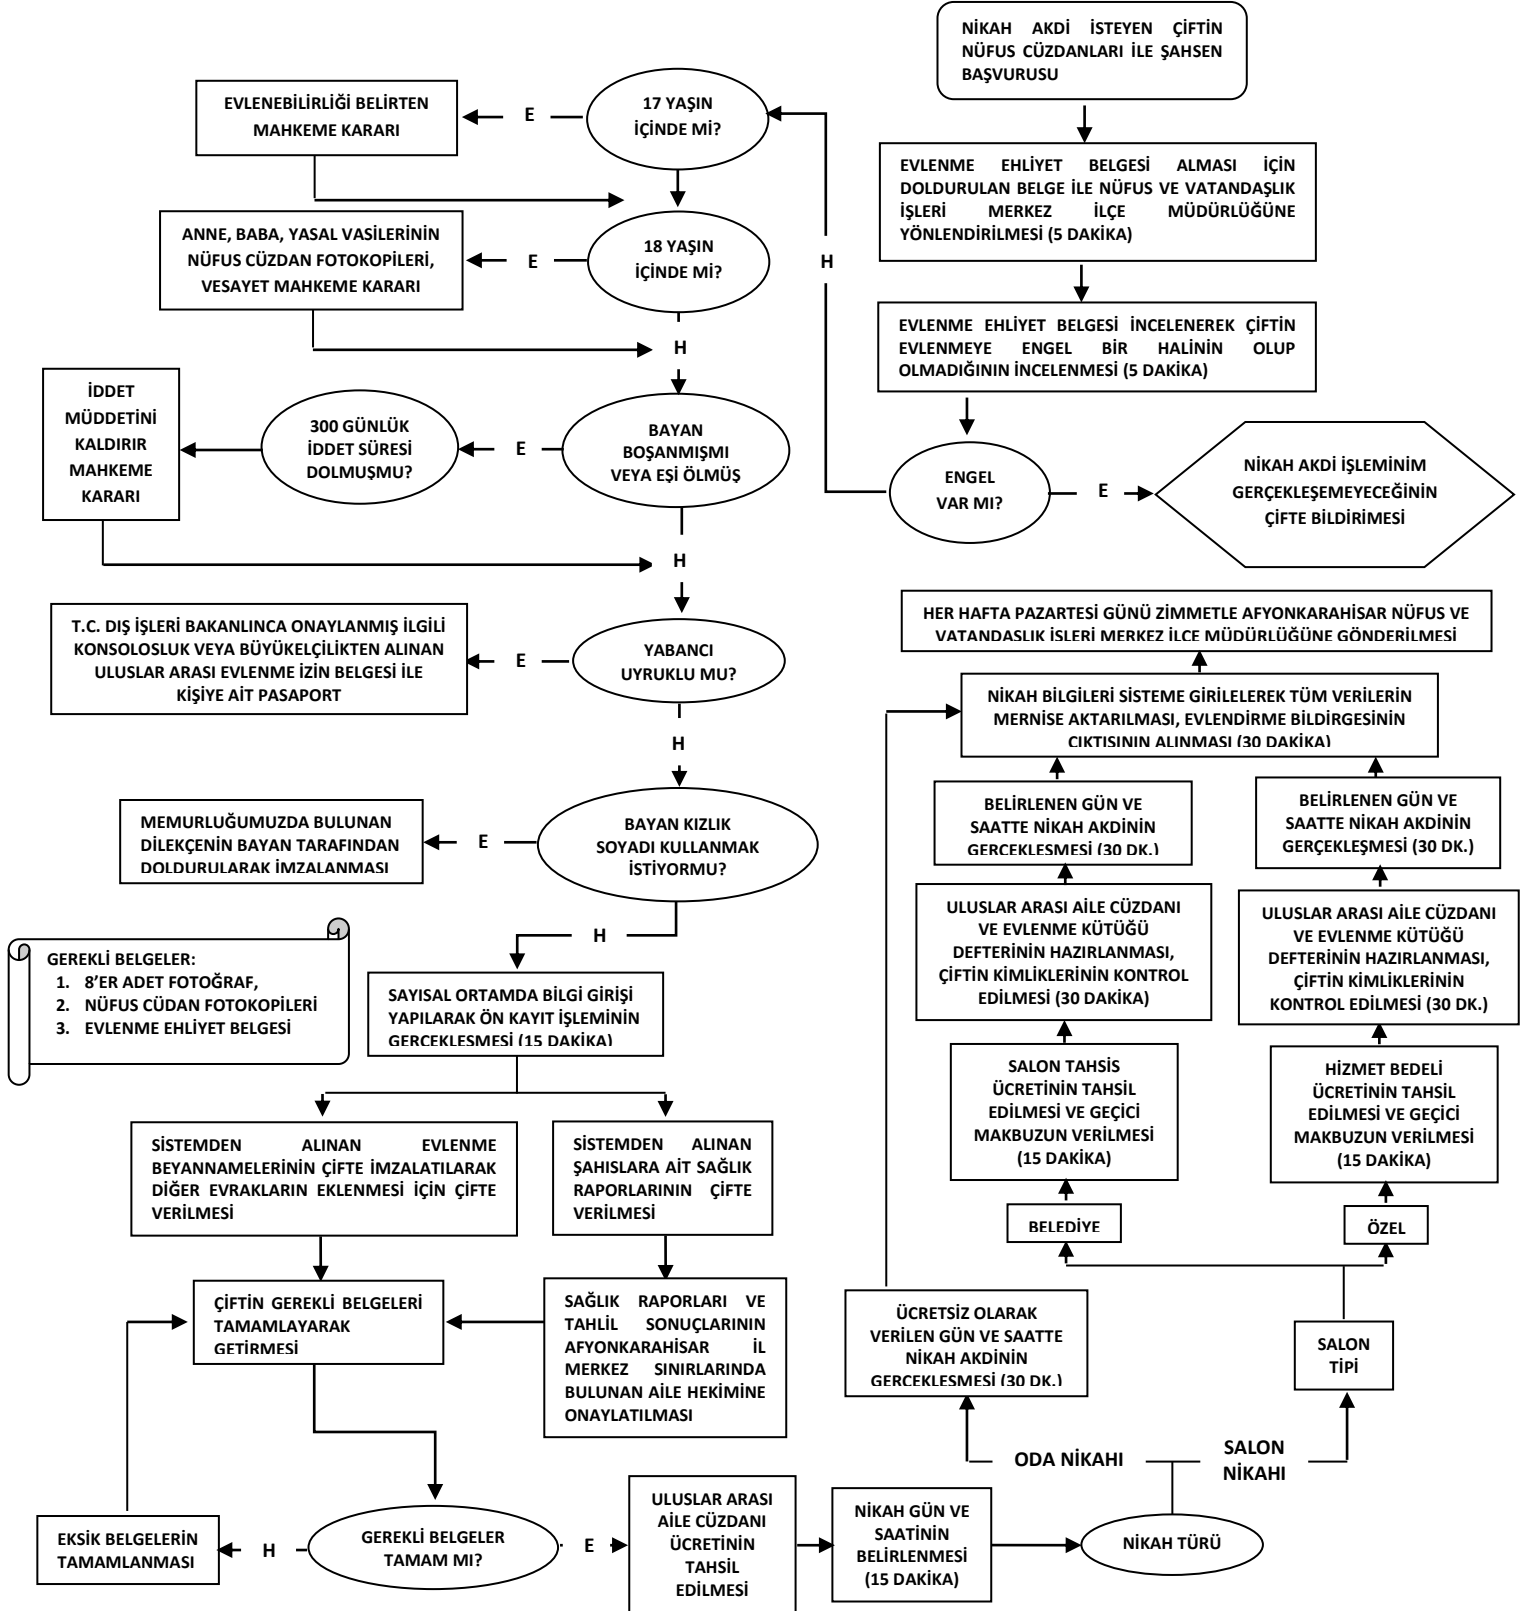 NİKAH AKDİ İSTEYEN ÇİFTİN
NÜFUS CÜZDANLARI İLE ŞAHSEN
BAŞVURUSU
EVLENME EHLİYET BELGESİ ALMASI İÇİN
DOLDURULAN BELGE İLE NÜFUS VE VATANDAŞLIK
İŞLERİ MERKEZ İLÇE MÜDÜRLÜĞÜNE
YÖNLENDİRİLMESİ (5 DAKİKA)
EVLENME EHLİYET BELGESİ İNCELENEREK ÇİFTİN
EVLENMEYE ENGEL BİR HALİNİN OLUP
OLMADIĞININ İNCELENMESİ (5 DAKİKA)
ENGEL
VAR MI?
E
NİKAH AKDİ İŞLEMİNİM
GERÇEKLEŞEMEYECEĞİNİN
ÇİFTE BİLDİRİMESİ
H
17 YAŞIN
İÇİNDE Mİ?
E
EVLENEBİLİRLİĞİ BELİRTEN
MAHKEME KARARI
18 YAŞIN
İÇİNDE Mİ?
E
ANNE, BABA, YASAL VASİLERİNİN
NÜFUS CÜZDAN FOTOKOPİLERİ,
VESAYET MAHKEME KARARI
H
BAYAN
BOŞANMIŞMI
VEYA EŞİ ÖLMÜŞ
E
300 GÜNLÜK
İDDET SÜRESİ
DOLMUŞMU?
İDDET
MÜDDETİNİ
KALDIRIR
MAHKEME
KARARI
H
YABANCI
UYRUKLU MU?
E
T.C. DIŞ İŞLERİ BAKANLINCA ONAYLANMIŞ İLGİLİ
KONSOLOSLUK VEYA BÜYÜKELÇİLİKTEN ALINAN
ULUSLAR ARASI EVLENME İZİN BELGESİ İLE
KİŞİYE AİT PASAPORT
H
BAYAN KIZLIK
SOYADI KULLANMAK
İSTİYORMU?
E
MEMURLUĞUMUZDA BULUNAN
DİLEKÇENİN BAYAN TARAFINDAN
DOLDURULARAK İMZALANMASI
H
GEREKLİ BELGELER:
1. 8'ER ADET FOTOĞRAF,
2. NÜFUS CÜDAN FOTOKOPİLERİ
3. EVLENME EHLİYET BELGESİ
SAYISAL ORTAMDA BİLGİ GİRİŞİ
YAPILARAK ÖN KAYIT İŞLEMİNİN
GERÇEKLEŞMESİ (15 DAKİKA)
SİSTEMDEN ALINAN EVLENME
BEYANNAMELERİNİN ÇİFTE İMZALATILARAK
DİĞER EVRAKLARIN EKLENMESİ İÇİN ÇİFTE
VERİLMESİ
SİSTEMDEN ALINAN
ŞAHISLARA AİT SAĞLIK
RAPORLARININ ÇİFTE
VERİLMESİ
ÇİFTİN GEREKLİ BELGELERİ
TAMAMLAYARAK
GETİRMESİ
SAĞLIK RAPORLARI VE
TAHLİL SONUÇLARININ
AFYONKARAHİSAR İL
MERKEZ SINIRLARINDA
BULUNAN AİLE HEKİMİNE
ONAYLATILMASI
GEREKLİ BELGELER
TAMAM MI?
H
EKSİK BELGELERİN
TAMAMLANMASI
E
ULUSLAR ARASI
AİLE CÜZDANI
ÜCRETİNİN
TAHSİL
EDİLMESİ
NİKAH GÜN VE
SAATİNİN
BELİRLENMESİ
(15 DAKİKA)
NİKAH TÜRÜ
ODA NİKAHI
SALON
NİKAHI
ÜCRETSİZ OLARAK
VERİLEN GÜN VE SAATTE
NİKAH AKDİNİN
GERÇEKLEŞMESİ (30 DK.)
SALON
TİPİ
BELEDİYE
ÖZEL
SALON TAHSİS
ÜCRETİNİN TAHSİL
EDİLMESİ VE GEÇİCİ
MAKBUZUN VERİLMESİ
(15 DAKİKA)
HİZMET BEDELİ
ÜCRETİNİN TAHSİL
EDİLMESİ VE GEÇİCİ
MAKBUZUN VERİLMESİ
(15 DAKİKA)
ULUSLAR ARASI AİLE CÜZDANI
VE EVLENME KÜTÜĞÜ
DEFTERİNİN HAZIRLANMASI,
ÇİFTİN KİMLİKLERİNİN KONTROL
EDİLMESİ (30 DAKİKA)
ULUSLAR ARASI AİLE CÜZDANI
VE EVLENME KÜTÜĞÜ
DEFTERİNİN HAZIRLANMASI,
ÇİFTİN KİMLİKLERİNİN
KONTROL EDİLMESİ (30 DK.)
BELİRLENEN GÜN VE
SAATTE NİKAH AKDİNİN
GERÇEKLEŞMESİ (30 DK.)
BELİRLENEN GÜN VE
SAATTE NİKAH AKDİNİN
GERÇEKLEŞMESİ (30 DK.)
NİKAH BİLGİLERİ SİSTEME GİRİLELEREK TÜM VERİLERİN
MERNİSE AKTARILMASI, EVLENDİRME BİLDİRGESİNİN
ÇIKTISININ ALINMASI (30 DAKİKA)
HER HAFTA PAZARTESİ GÜNÜ ZİMMETLE AFYONKARAHİSAR NÜFUS VE
VATANDAŞLIK İŞLERİ MERKEZ İLÇE MÜDÜRLÜĞÜNE GÖNDERİLMESİ